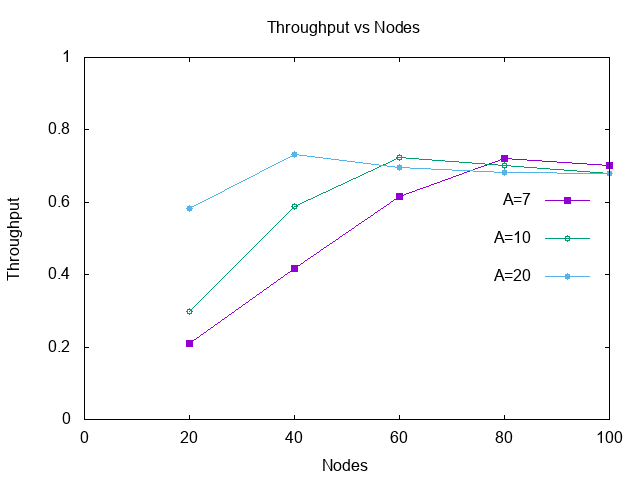 Throughput vs Nodes
1
0.8
0.6
0.4
0.2
0
Throughput
0 20 40 60 80 100
Nodes
A=7
A=10
A=20